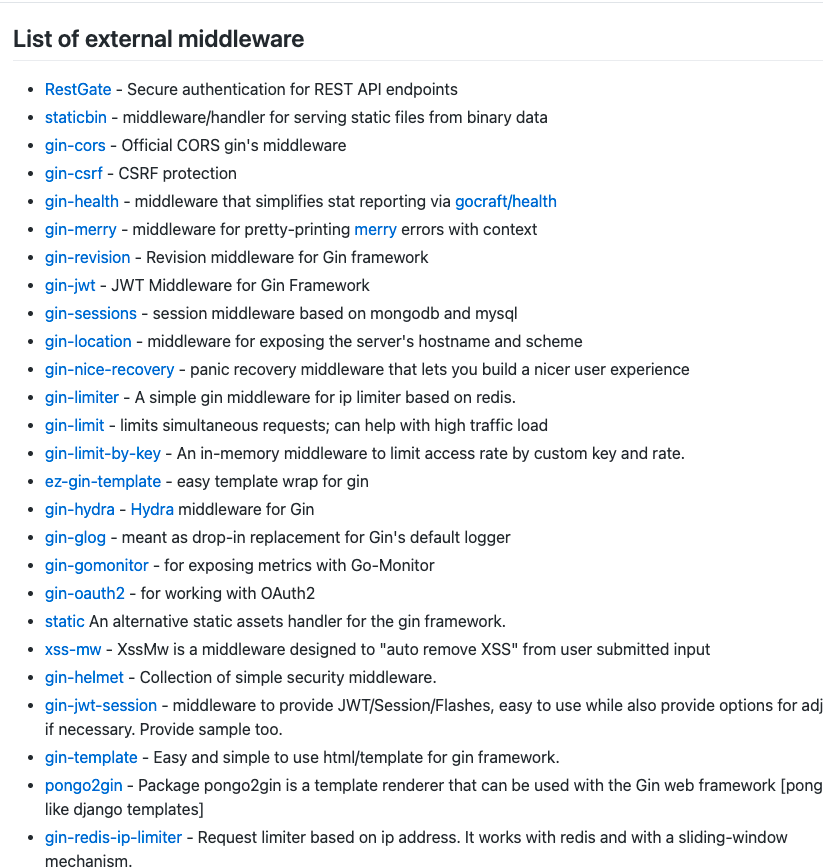 List of external middleware
• RestGate - Secure authentication for REST API endpoints
• staticbin - middleware/handler for serving static files from binary data
• gin-cors - Official CORS gin's middleware
• gin-csrf - CSRF protection
• gin-health - middleware that simplifies stat reporting via gocraft/health
• gin-merry - middleware for pretty-printing merry errors with context
• gin-revision - Revision middleware for Gin framework
• gin-jwt - JWT Middleware for Gin Framework
• gin-sessions - session middleware based on mongodb and mysql
• gin-location - middleware for exposing the server's hostname and scheme
• gin-nice-recovery - panic recovery middleware that lets you build a nicer user experience
• gin-limiter - A simple gin middleware for ip limiter based on redis.
• gin-limit - limits simultaneous requests; can help with high traffic load
• gin-limit-by-key - An in-memory middleware to limit access rate by custom key and rate.
• ez-gin-template - easy template wrap for gin
• gin-hydra - Hydra middleware for Gin
• gin-glog - meant as drop-in replacement for Gin's default logger
• gin-gomonitor - for exposing metrics with Go-Monitor
• gin-oauth2 - for working with OAuth2
• static An alternative static assets handler for the gin framework.
• xss-mw - XssMw is a middleware designed to "auto remove XSS" from user submitted input
• gin-helmet - Collection of simple security middleware.
• gin-jwt-session - middleware to provide JWT/Session/Flashes, easy to use while also provide options for adj
if necessary. Provide sample too.
• gin-template - Easy and simple to use html/template for gin framework.
• pongo2gin - Package pongo2gin is a template renderer that can be used with the Gin web framework [pong
like django templates]
• gin-redis-ip-limiter - Request limiter based on ip address. It works with redis and with a sliding-window
mechanism.